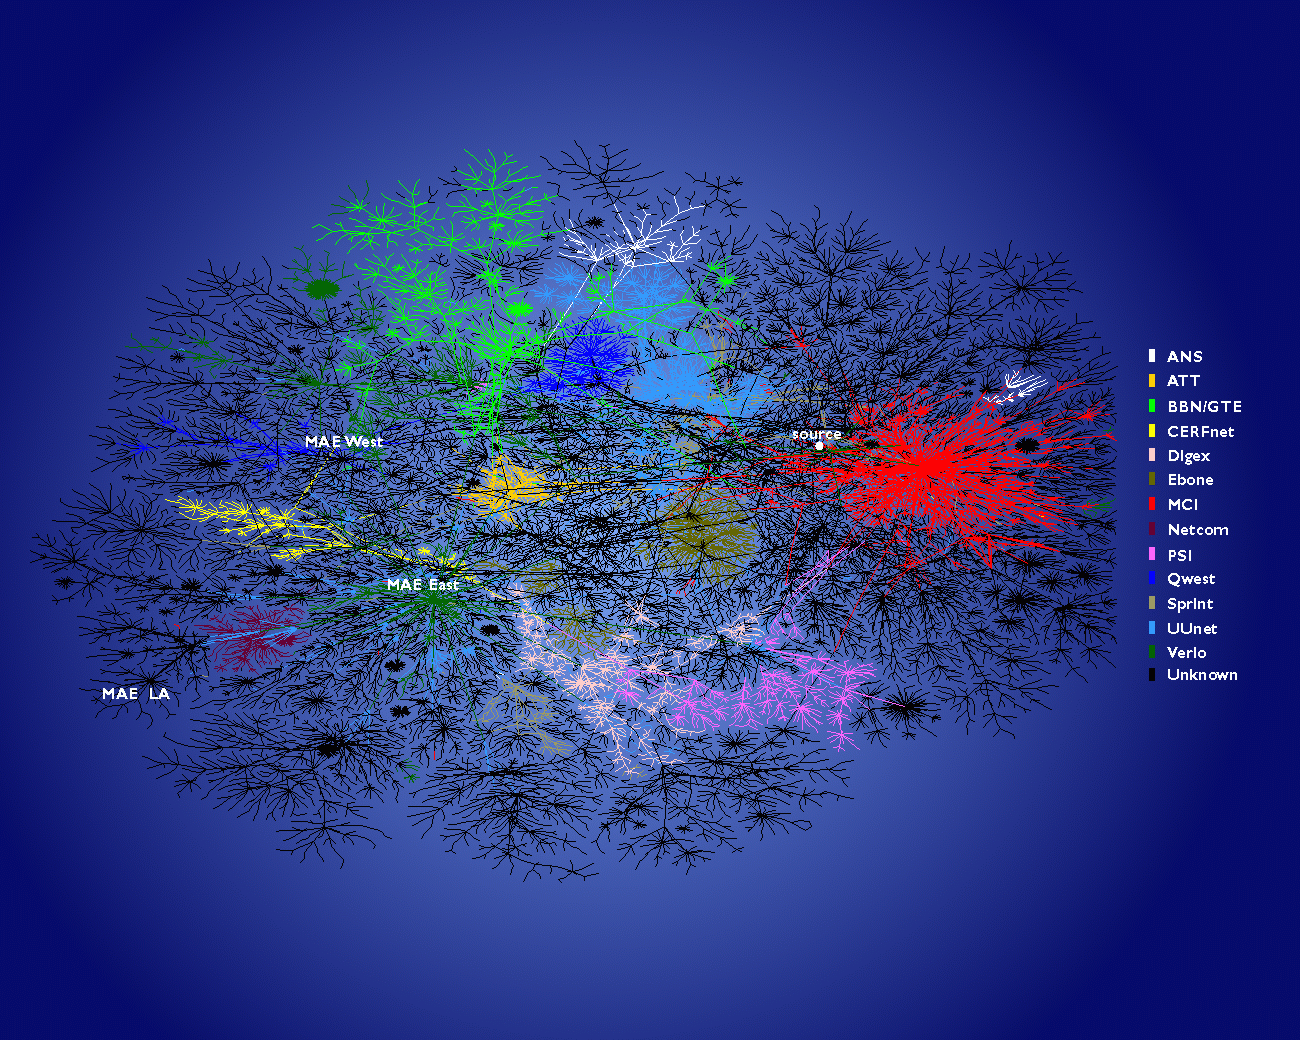 source
MAE West
MAE East
MAE LA
ANS
ATT
BBN/GTE
CERFnet
Digex
Ebone
MCI
Netcom
PSI
Qwest
Sprint
UUnet
Verio
Unknown